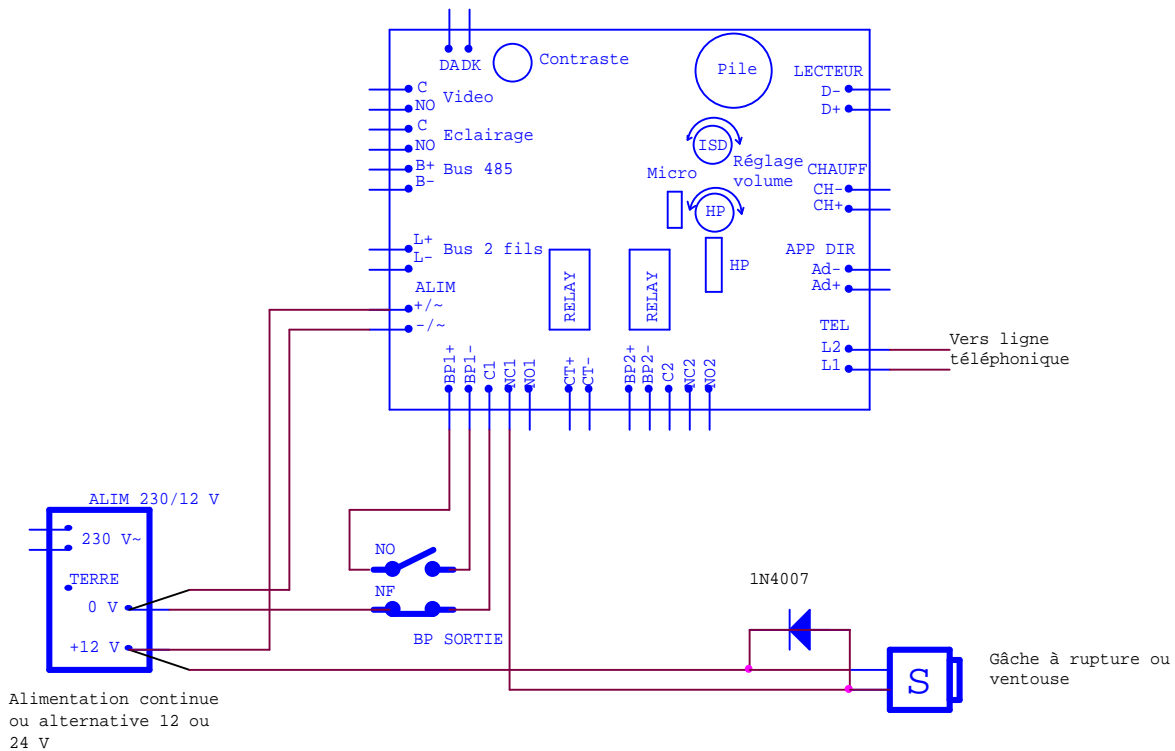 DA DK
Contraste
Pile
LECTEUR
D-
D+
C
Video
NO
C
Eclairage
NO
B+
Bus 485
B-
ISD
Réglage
volume
Micro
HP
HP
CHAUFF
CH-
CH+
L+
Bus 2 fils
L-
APP DIR
Ad-
Ad+
ALIM
+/~
-/~
RELAY
RELAY
TEL
L2
L1
Vers ligne
téléphonique
BP1+
BP1-
C1
NC1
NO1
CT+
CT-
BP2+
BP2-
C2
NC2
NO2
ALIM 230/12 V
230 V~
TERRE
0 V
+12 V
NO
NF
BP SORTIE
1N4007
S
Gâche à rupture ou
ventouse
Alimentation continue
ou alternative 12 ou
24 V